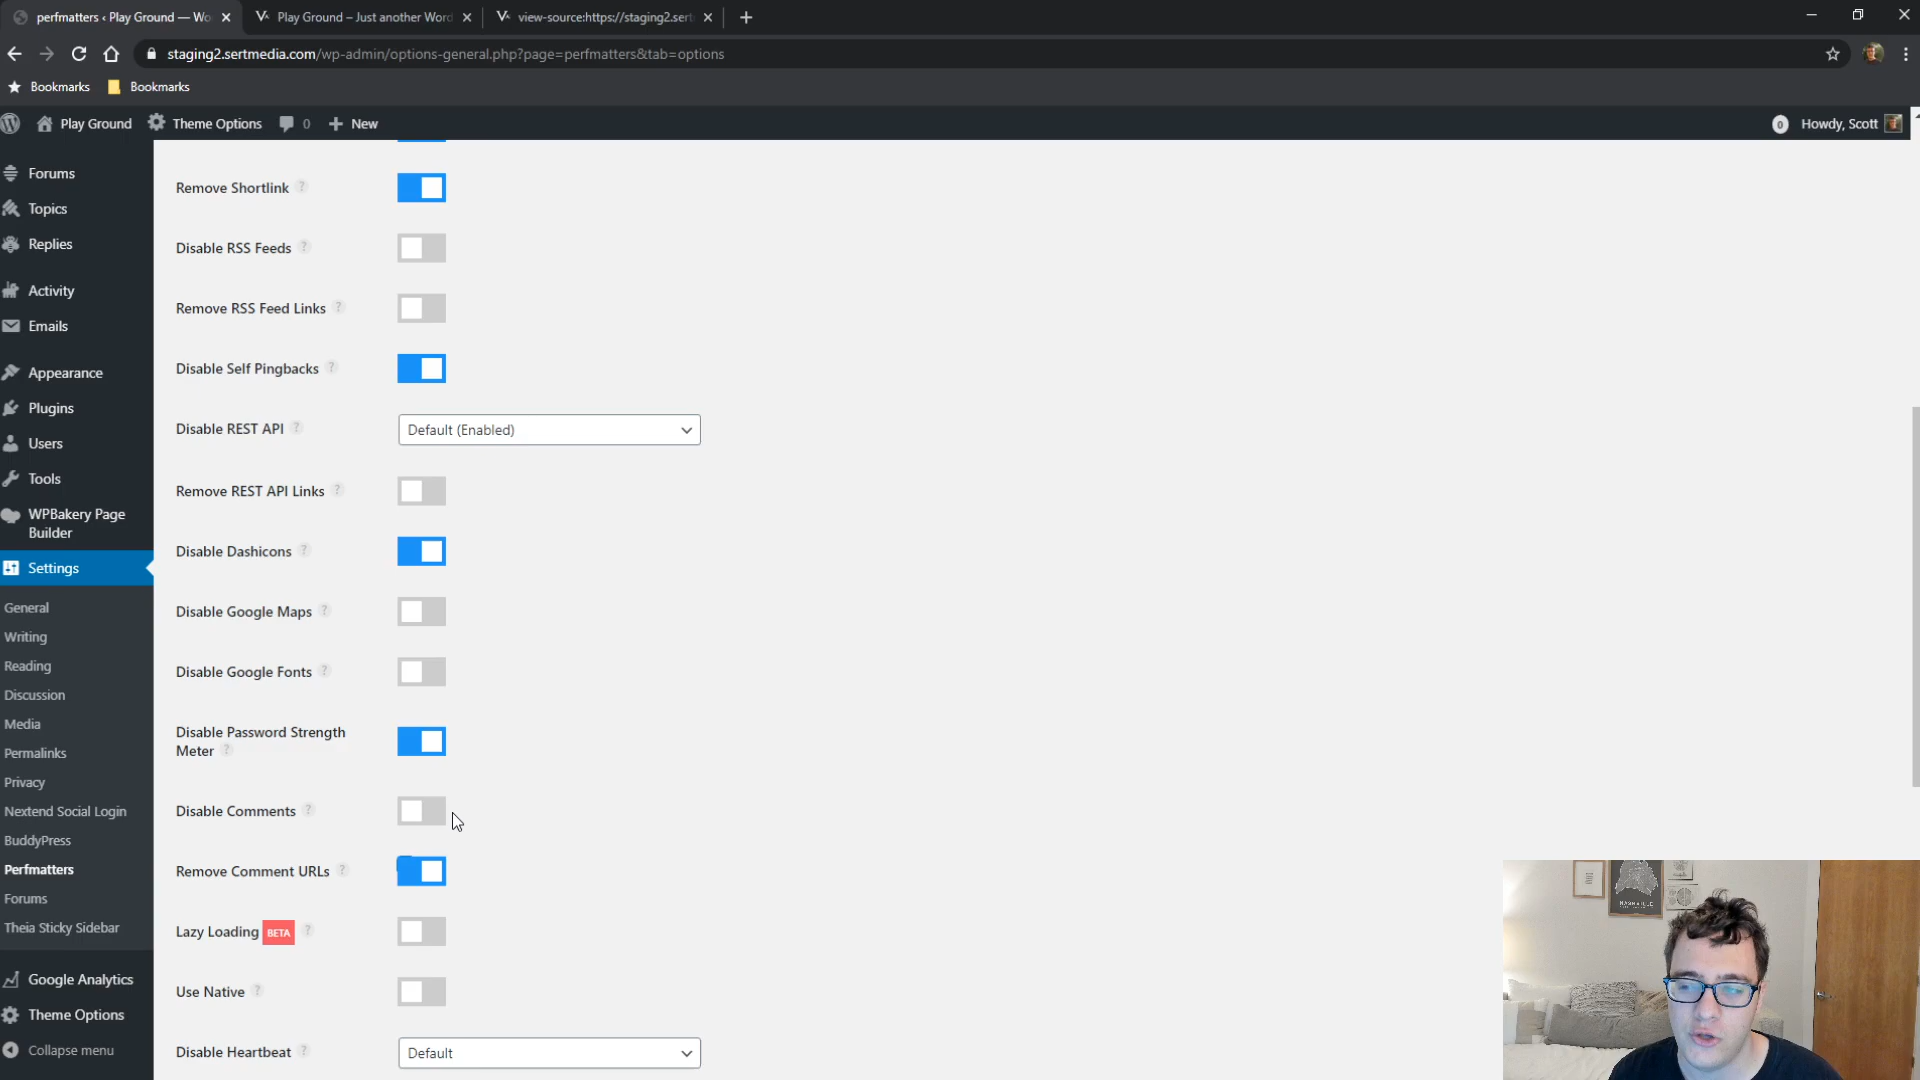 perfmatters ‹ Play Ground — Wo
Play Ground – Just another Word
view-source:https://staging2.sert
staging2.sertmedia.com/wp-admin/options-general.php?page=perfmatters&tab=options
Bookmarks
Bookmarks
Play Ground
Theme Options
0
New
0
Howdy, Scott
Forums
Topics
Replies
Activity
Emails
Appearance
Plugins
Users
Tools
WPBakery Page
Builder
Settings
General
Writing
Reading
Discussion
Media
Permalinks
Privacy
Nextend Social Login
BuddyPress
Perfmatters
Forums
Theia Sticky Sidebar
Google Analytics
Theme Options
Collapse menu
Remove Shortlink ?
Disable RSS Feeds ?
Remove RSS Feed Links ?
Disable Self Pingbacks ?
Disable REST API ?
Default (Enabled)
Remove REST API Links ?
Disable Dashicons ?
Disable Google Maps ?
Disable Google Fonts ?
Disable Password Strength
Meter ?
Disable Comments ?
Remove Comment URLs ?
Lazy Loading BETA ?
Use Native ?
Disable Heartbeat ?
Default
NASHVILLE